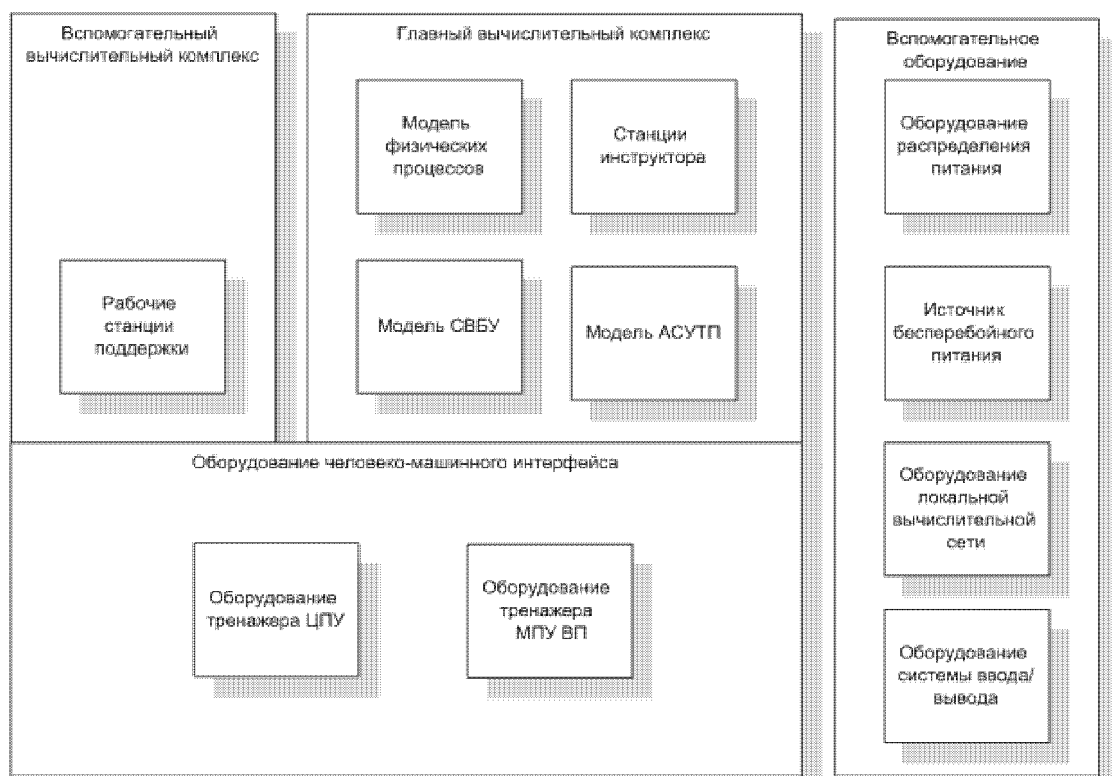 Вспомогательный
вычислительный комплекс
Рабочие
станции
поддержки
Главный вычислительный комплекс
Модель
физических
процессов
Станции
инструктора
Модель СВБУ
Модель АСУТП
Оборудование человеко-машинного интерфейса
Оборудование
тренажера ЦПУ
Оборудование
тренажера
МПУ ВП
Вспомогательное
оборудование
Оборудование
распределения
питания
Источник
бесперебойного
питания
Оборудование
локальной
вычислительной
сети
Оборудование
системы ввода/
вывода